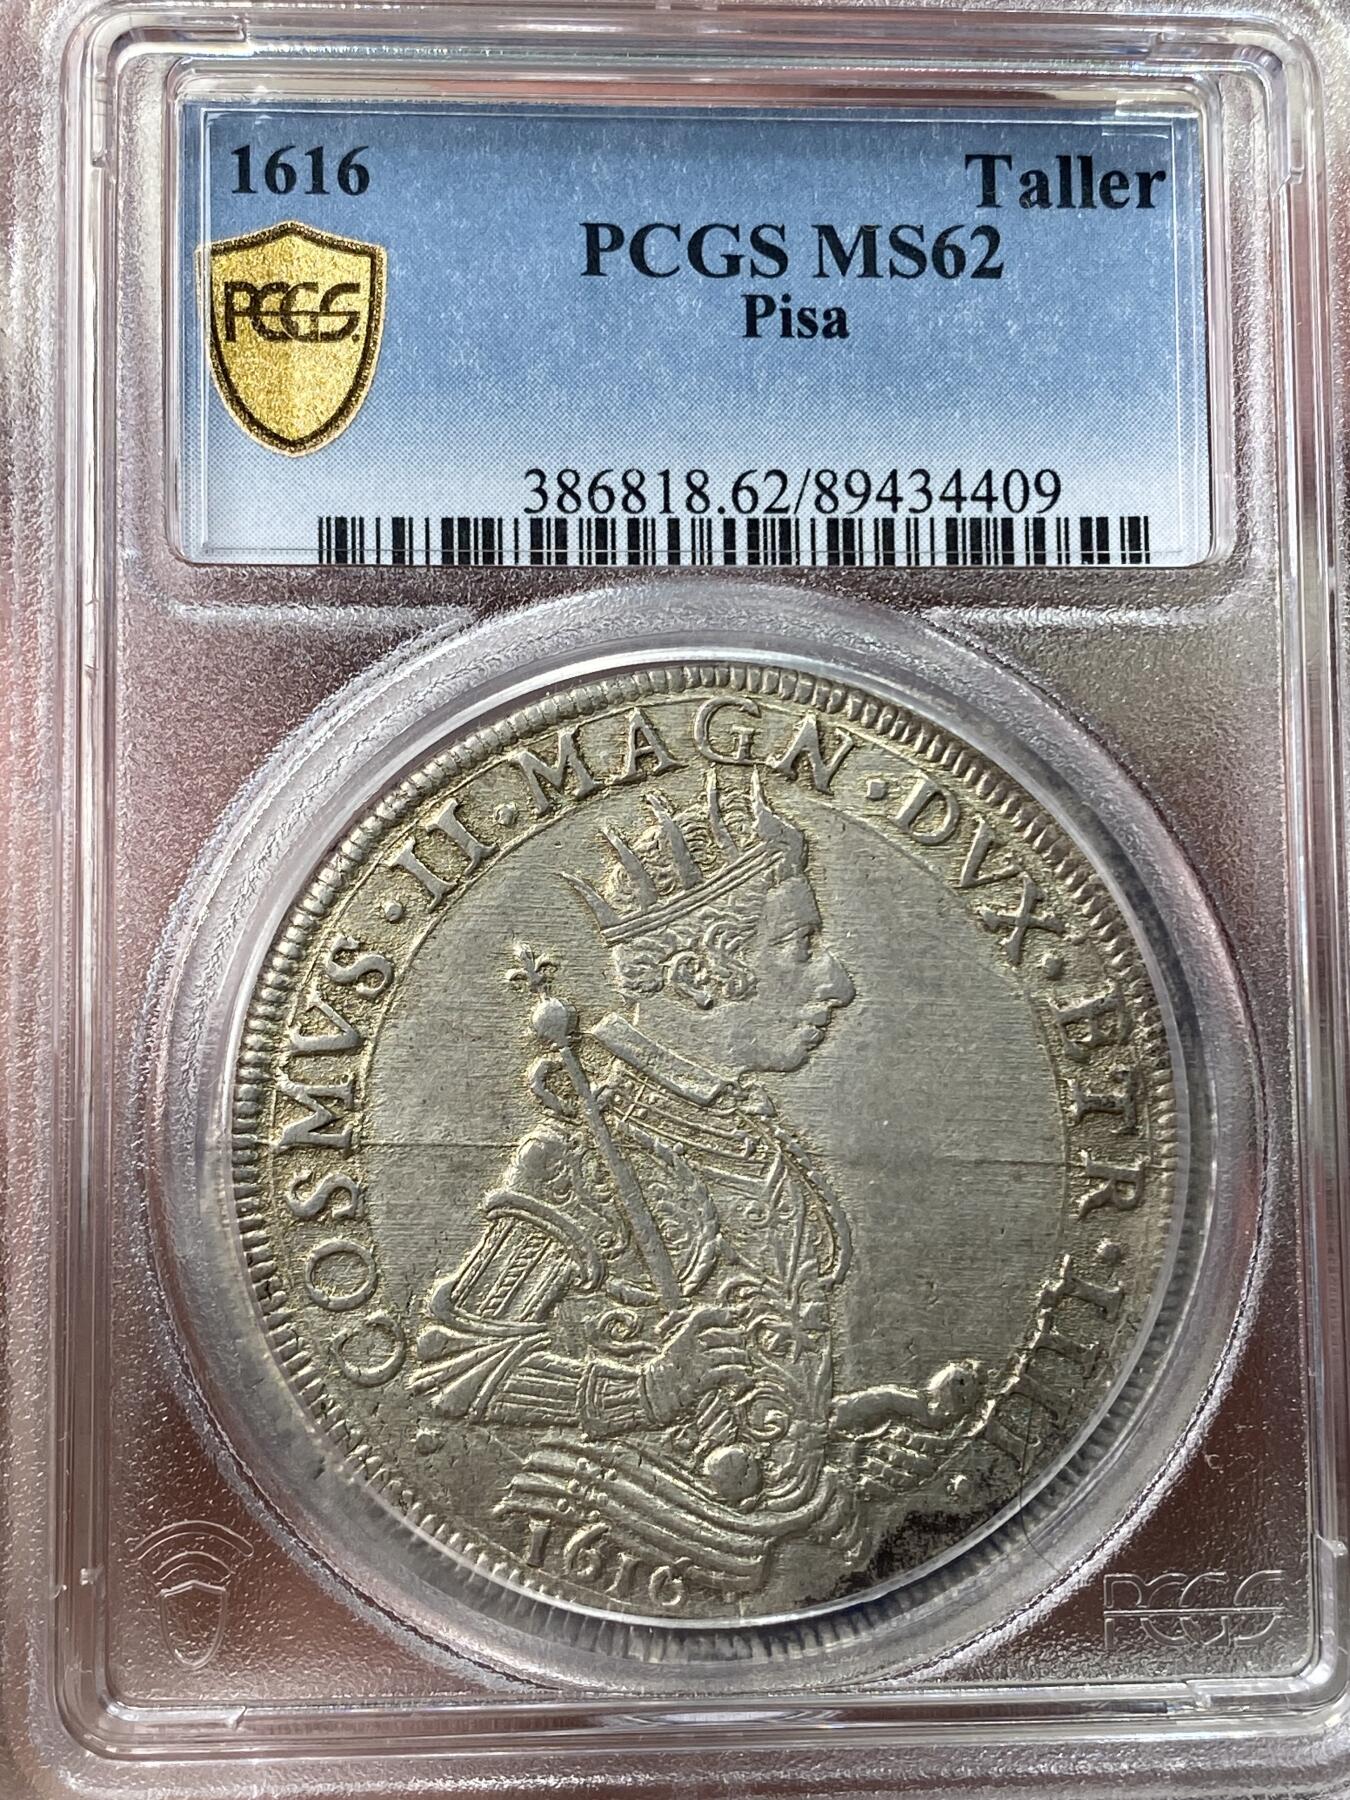 1616
Taller
PCGS MS62
Pisa
PCGS
386818.62/89434409
COSMVS · II · MAGN · DVX · ETR · IIII ·
1616
PCGS